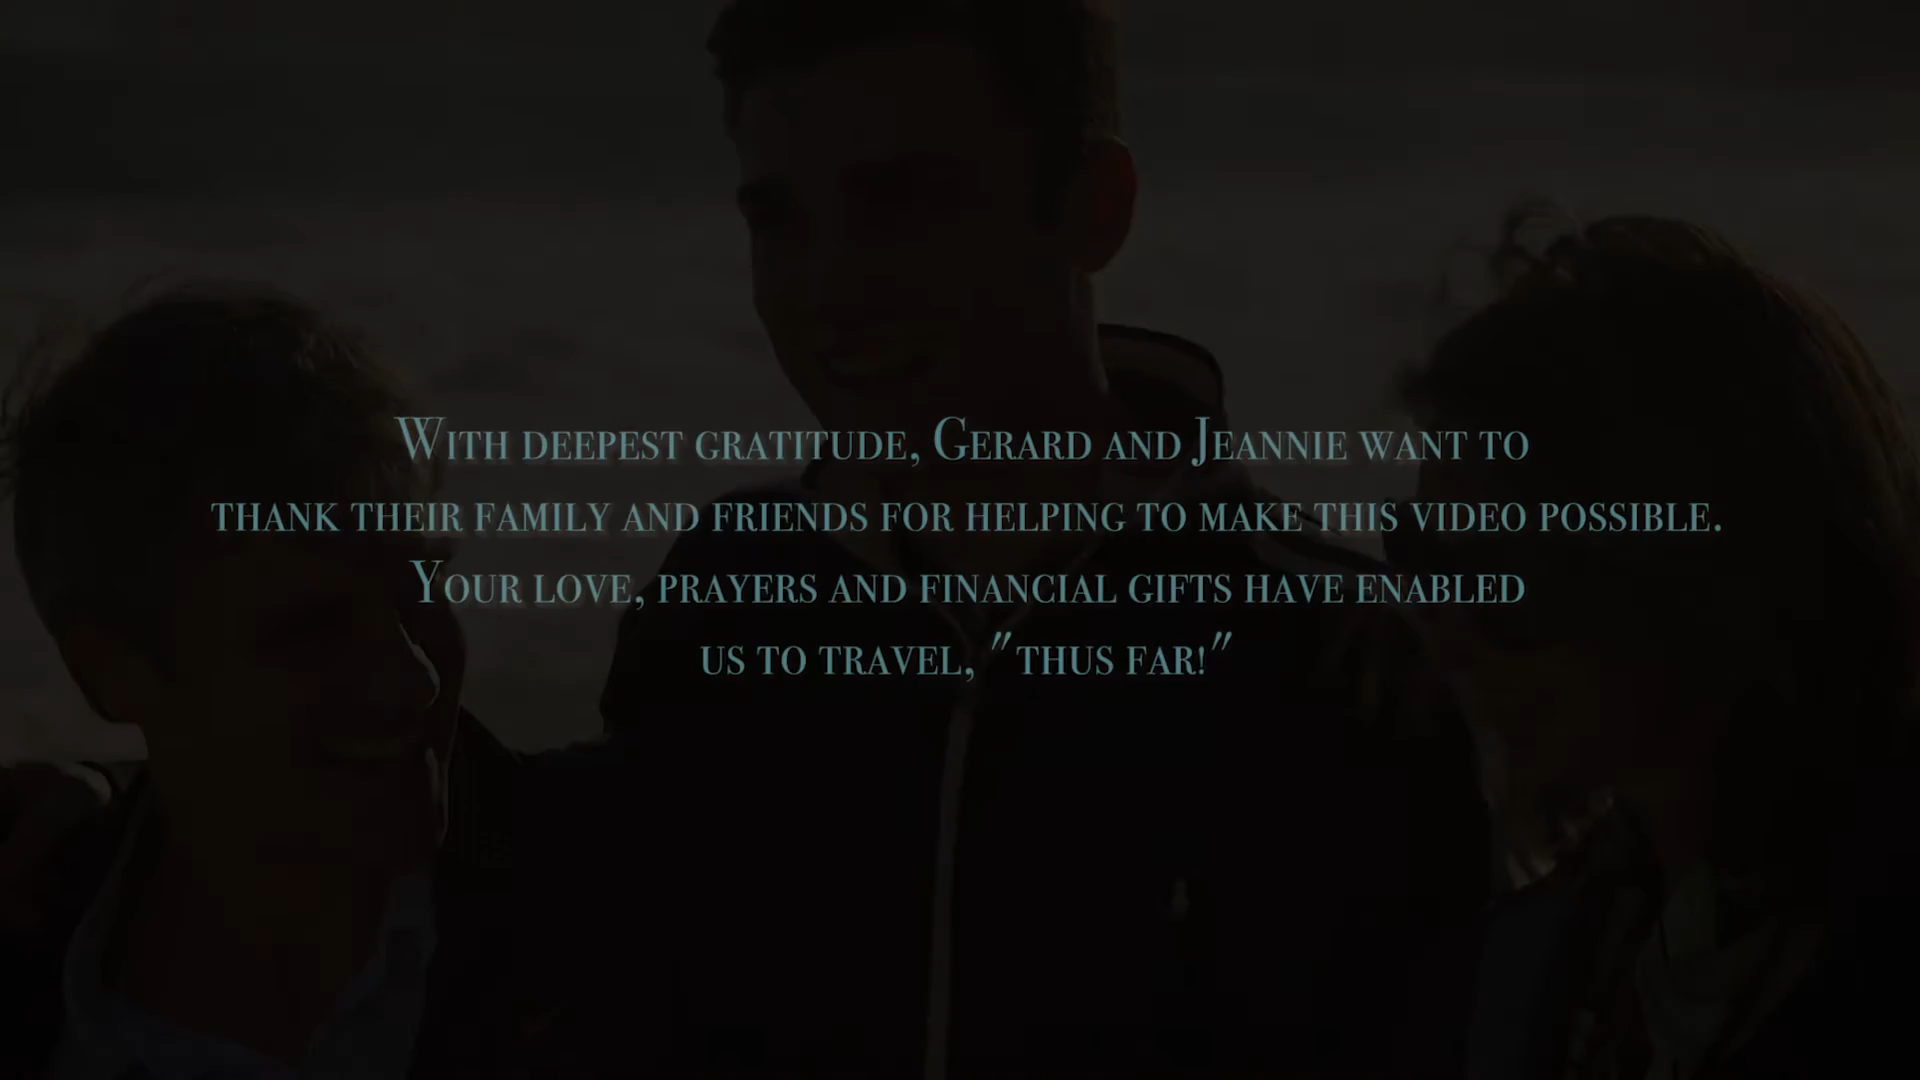 With deepest gratitude, Gerard and Jeannie want to
thank their family and friends for helping to make this video possible.
Your love, prayers and financial gifts have enabled
us to travel, "thus far!"